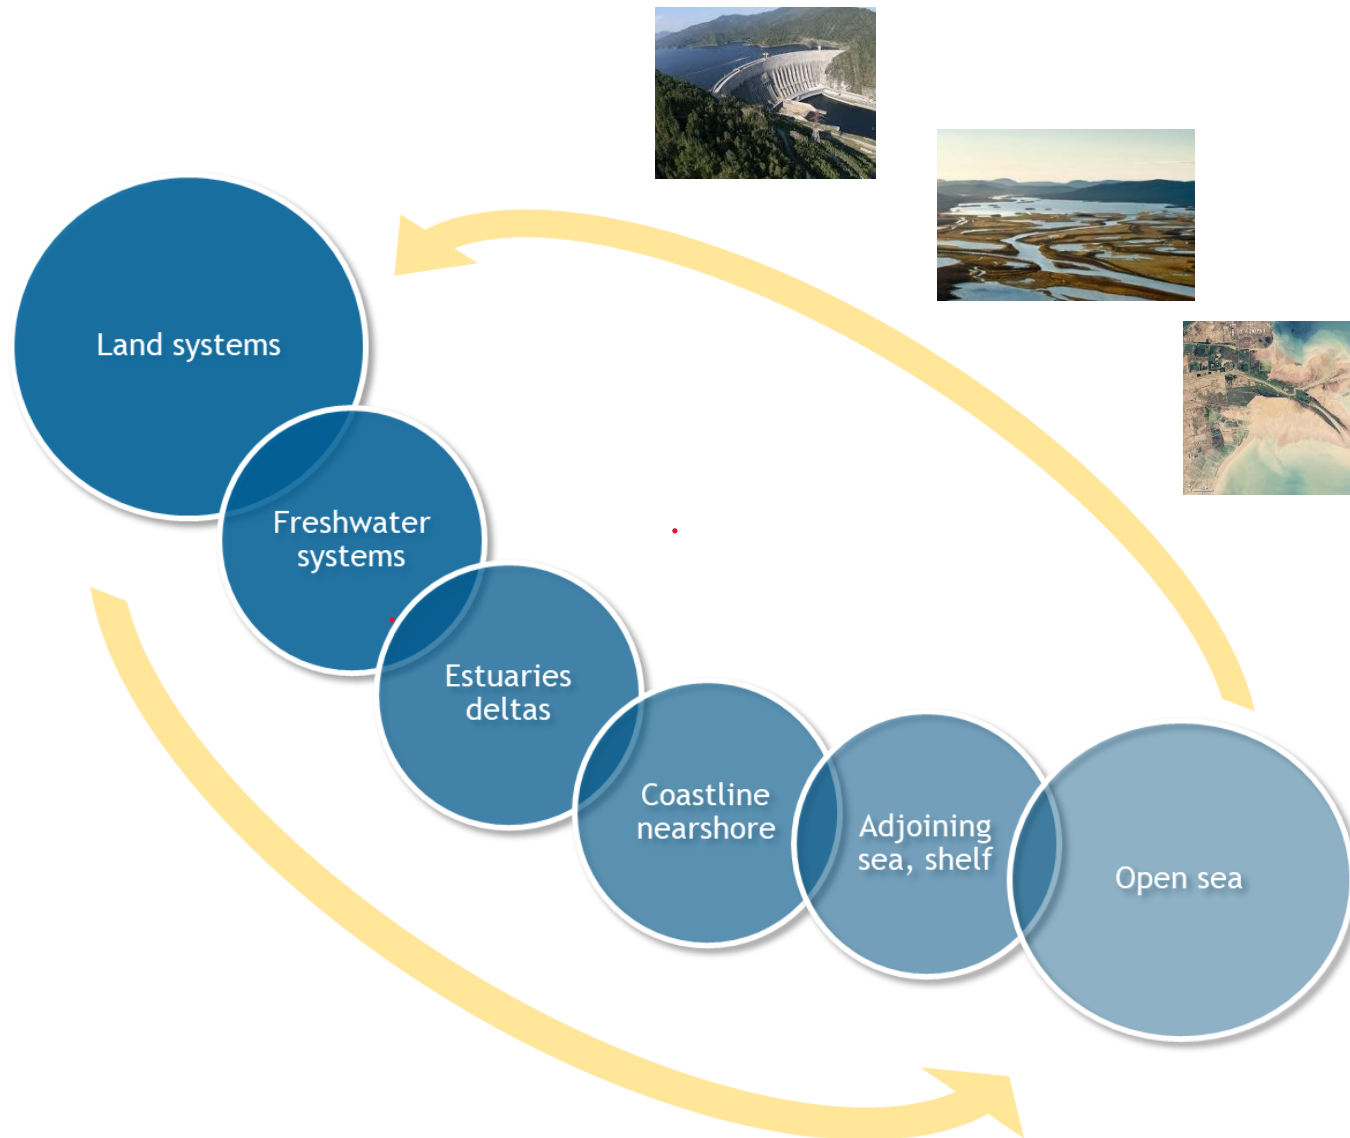 Land systems
Freshwater
systems
Estuaries
deltas
Coastline
nearshore
Adjoining
sea, shelf
Open sea